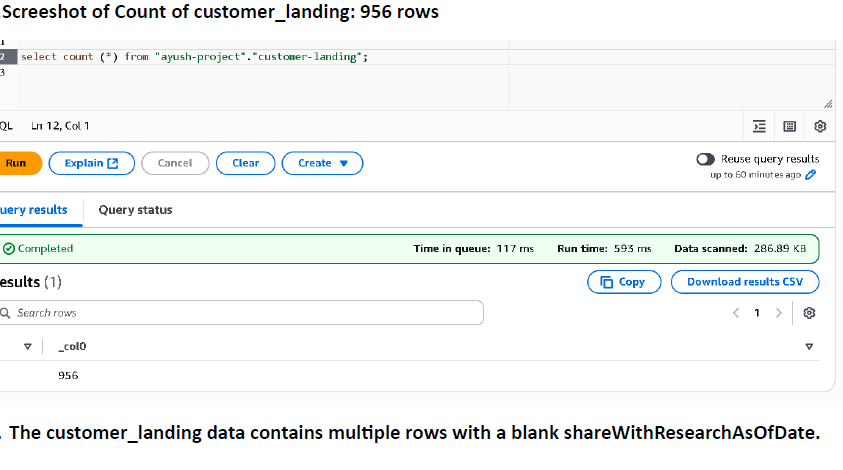 Screeshot of Count of customer_landing: 956 rows
1
2 select count (*) from "ayush-project"."customer-landing";
3
QL Ln 12, Col 1
Run Explain Cancel Clear Create Reuse query results
up to 60 minutes ago
uery results Query status
Completed Time in queue: 117 ms Run time: 593 ms Data scanned: 286.89 KB
esults (1) Copy Download results CSV
Search rows 1
_col0
956
. The customer_landing data contains multiple rows with a blank shareWithResearchAsOfDate.